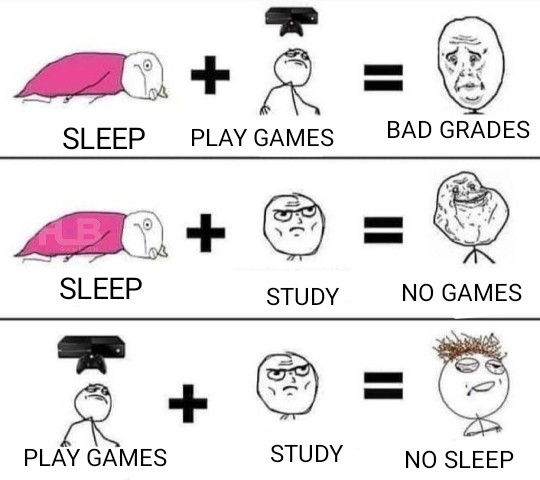 SLEEP
PLAY GAMES
BAD GRADES
SLEEP
STUDY
NO GAMES
PLAY GAMES
STUDY
NO SLEEP